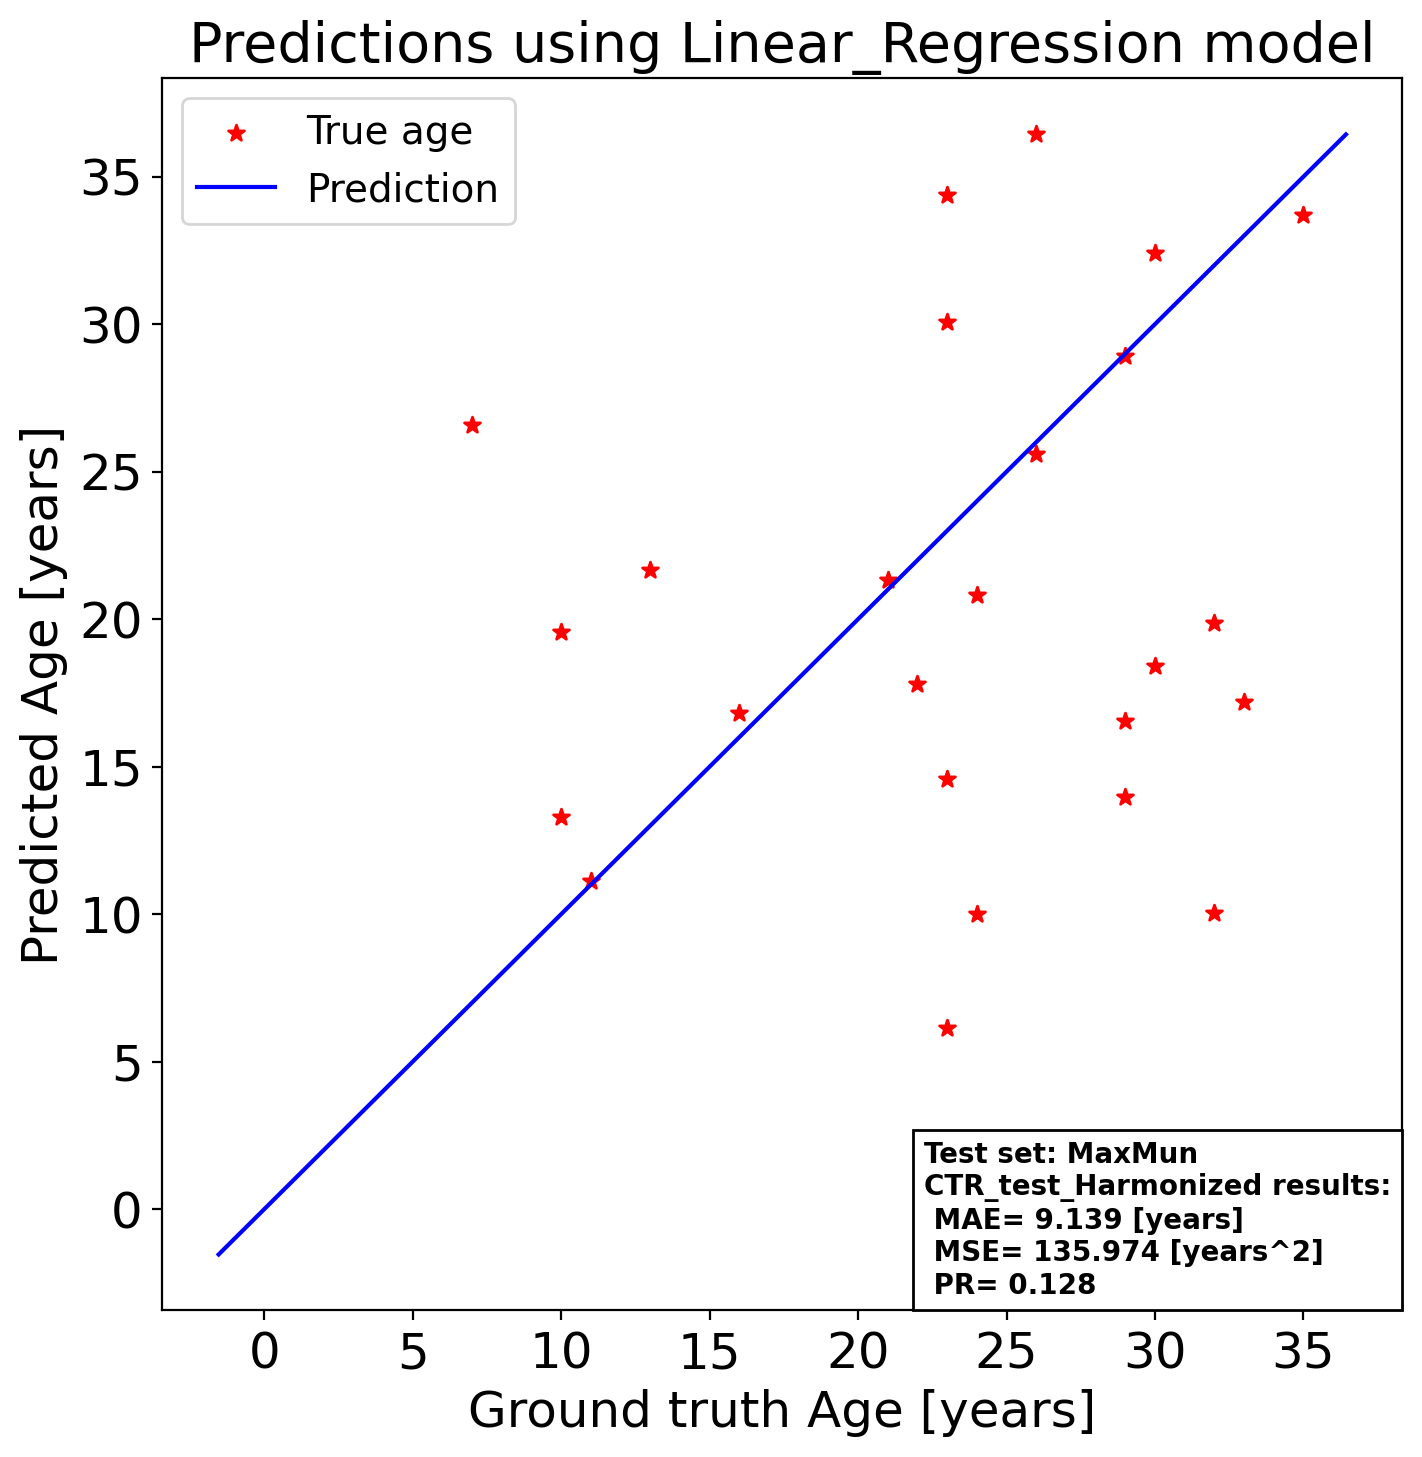 Predictions using Linear_Regression model
True age
Prediction
Predicted Age [years]
35
30
25
20
15
10
5
0
Test set: MaxMun
CTR_test_Harmonized results:
MAE= 9.139 [years]
MSE= 135.974 [years^2]
PR= 0.128
0 5 10 15 20 25 30 35
Ground truth Age [years]